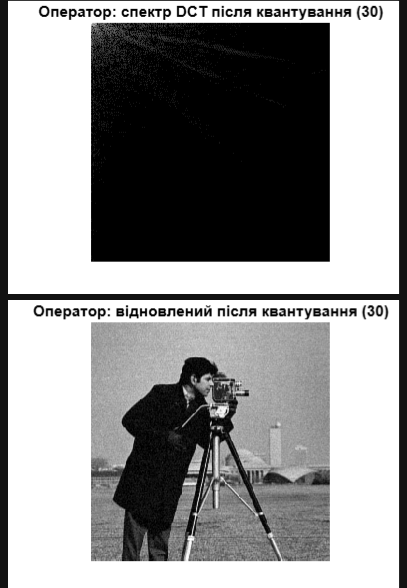 Оператор: спектр DCT після квантування (30)
Оператор: відновлений після квантування (30)